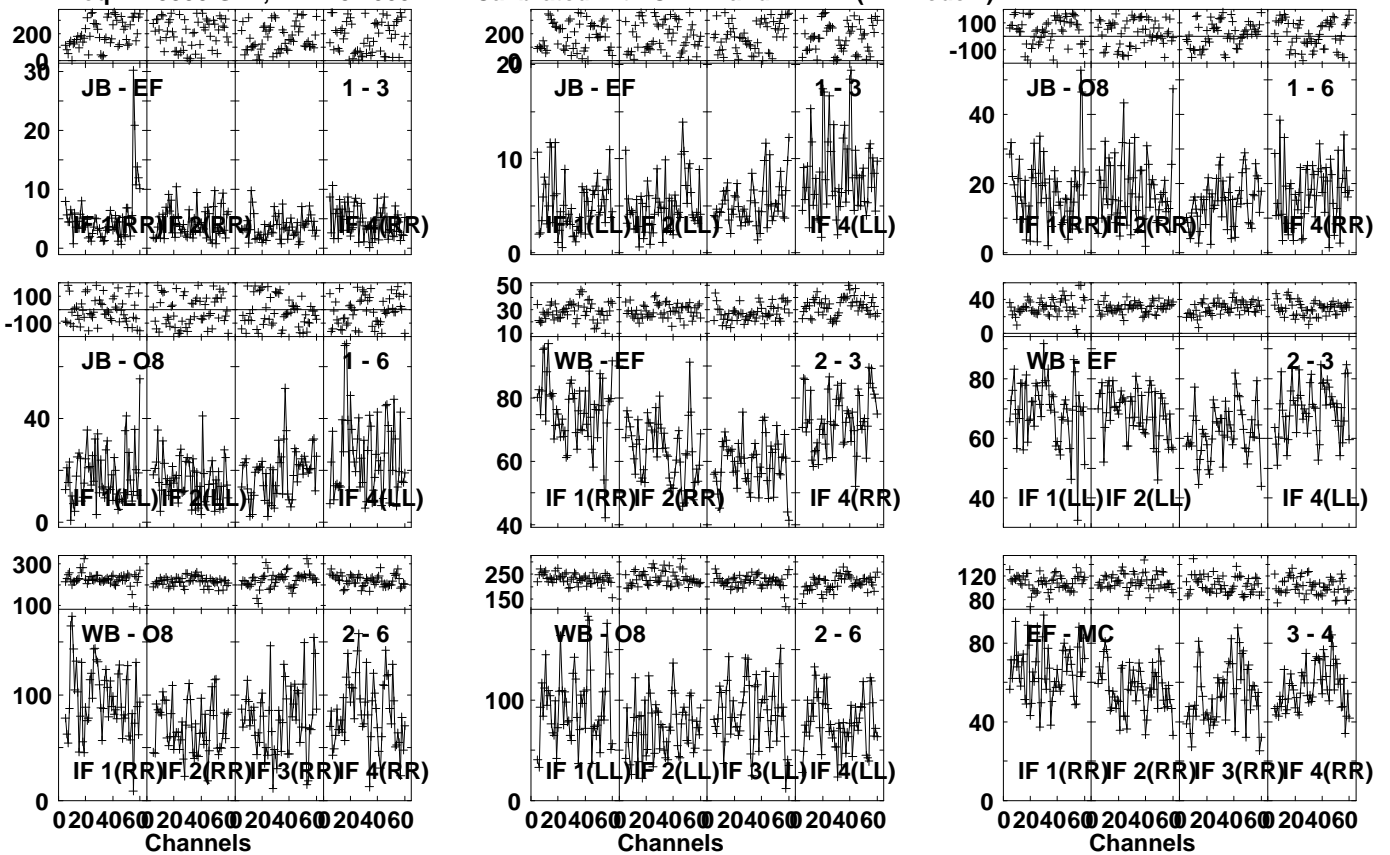 200
0
30
20
10
0
JB - EF
1 - 3
IF 1(RR)
IF 2(RR)
IF 4(RR)
200
0
20
10
0
JB - EF
1 - 3
IF 1(LL)
IF 2(LL)
IF 4(LL)
100
-100
40
20
0
JB - O8
1 - 6
IF 1(RR)
IF 2(RR)
IF 4(RR)
100
-100
40
20
0
JB - O8
1 - 6
IF 1(LL)
IF 2(LL)
IF 4(LL)
50
30
10
80
60
40
WB - EF
2 - 3
IF 1(RR)
IF 2(RR)
IF 4(RR)
40
0
80
60
40
WB - EF
2 - 3
IF 1(LL)
IF 2(LL)
IF 4(LL)
300
100
100
0
WB - O8
2 - 6
IF 1(RR)
IF 2(RR)
IF 3(RR)
IF 4(RR)
0 20 40 60 0 20 40 60 0 20 40 60 0 20 40 60
Channels
250
150
100
0
WB - O8
2 - 6
IF 1(LL)
IF 2(LL)
IF 3(LL)
IF 4(LL)
0 20 40 60 0 20 40 60 0 20 40 60 0 20 40 60
Channels
120
80
80
40
0
EF - MC
3 - 4
IF 1(RR)
IF 2(RR)
IF 3(RR)
IF 4(RR)
0 20 40 60 0 20 40 60 0 20 40 60 0 20 40 60
Channels